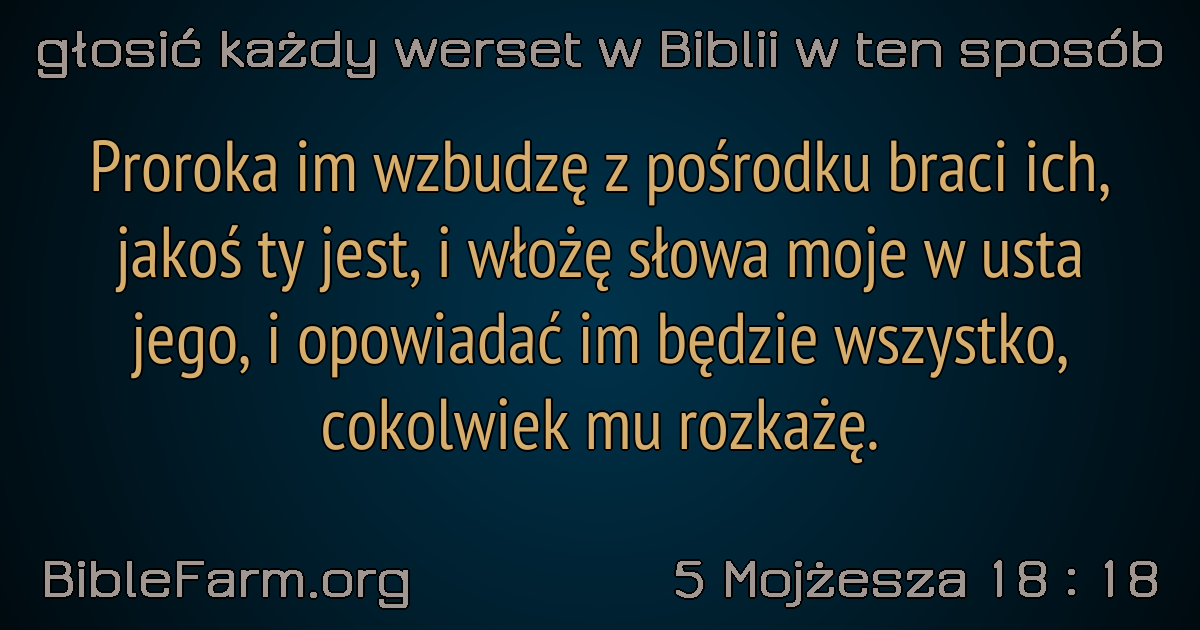 głosić każdy werset w Biblii w ten sposób
Proroka im wzbudzę z pośrodku braci ich,
jakoś ty jest, i włożę słowa moje w usta
jego, i opowiadać im będzie wszystko,
cokolwiek mu rozkażę.
BibleFarm.org
5 Mojżesza 18 : 18